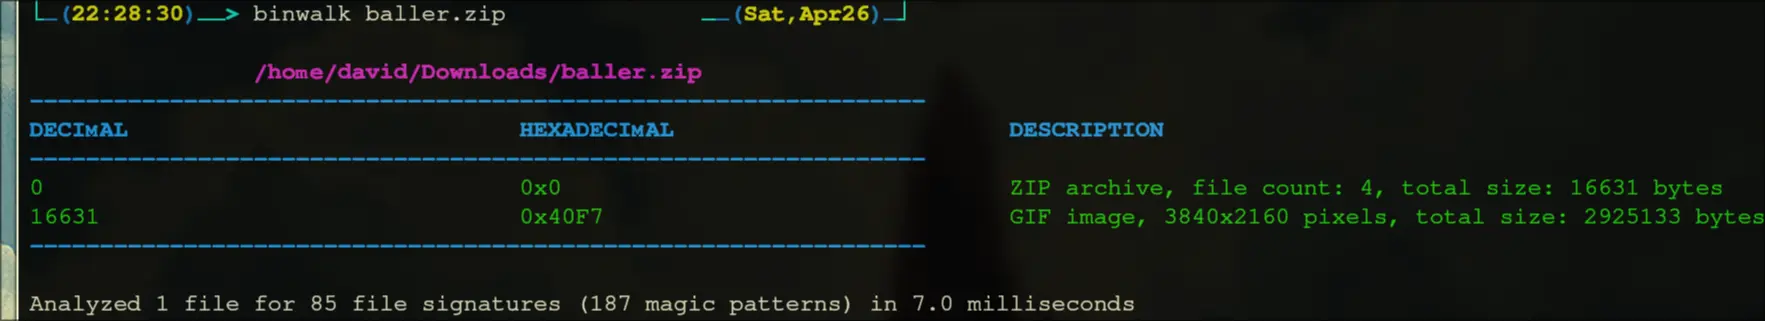 (22:28:30)──> binwalk baller.zip ──(Sat,Apr26)─┘
/home/david/Downloads/baller.zip
DECIMAL HEXADECIMAL DESCRIPTION
0 0x0 ZIP archive, file count: 4, total size: 16631 bytes
16631 0x40F7 GIF image, 3840x2160 pixels, total size: 2925133 bytes
Analyzed 1 file for 85 file signatures (187 magic patterns) in 7.0 milliseconds